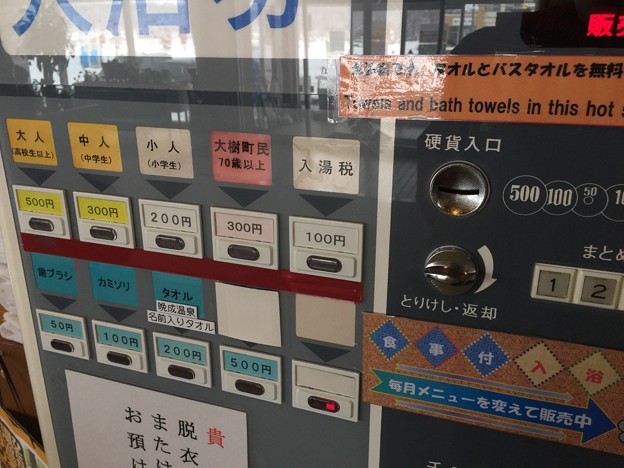 入浴券
販売
タオルとバスタオルを無料
Towels and bath towels in this hot
硬貨入口
500 100 50 10
大人
(高校生以上)
中人
(中学生)
小人
(小学生)
大樹町民
70歳以上
入湯税
500円
300円
200円
300円
100円
とりけし・返却
まとめ
1 2
歯ブラシ
カミソリ
タオル
晩成温泉
名前入りタオル
50円
100円
200円
500円
食事付入浴
毎月メニューを変えて販売中
貴
脱衣
また
お預け